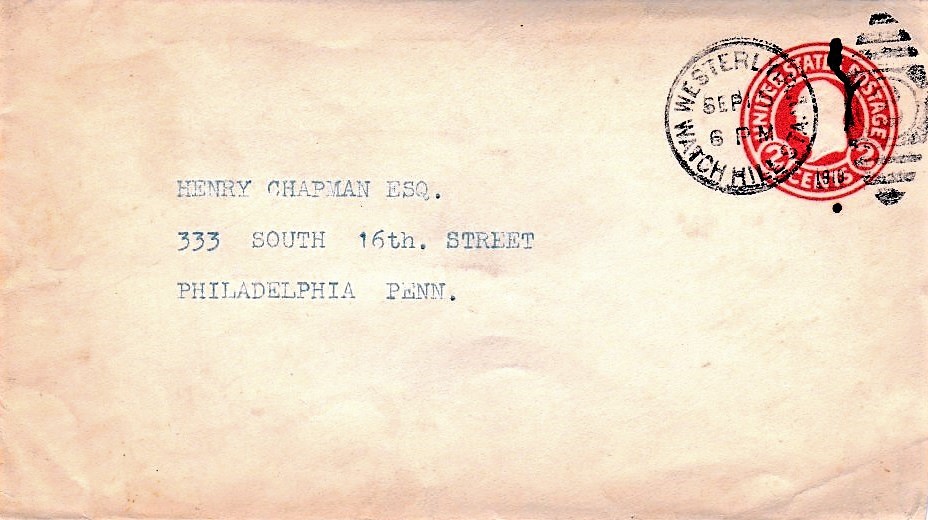 HENRY CHAPMAN ESQ.
333 SOUTH 16th. STREET
PHILADELPHIA PENN.
WESTERLY
SEP
6 PM
WATCH HILL STA.
UNITED STATES POSTAGE
2 CENTS 2